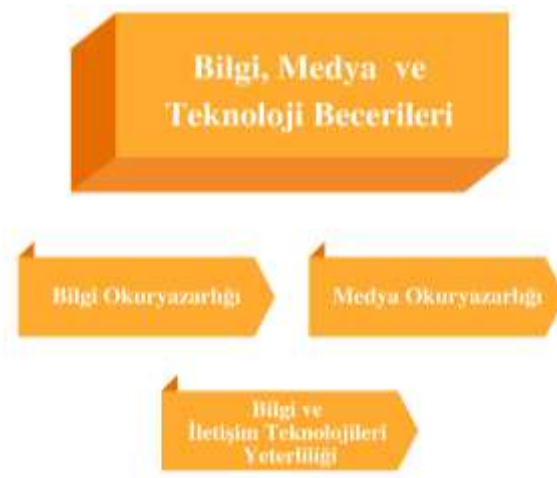 Bilgi, Medya ve
Teknoloji Becerileri
Bilgi Okuryazarlığı
Medya Okuryazarlığı
Bilgi ve
İletişim Teknolojileri
Yeterliliği